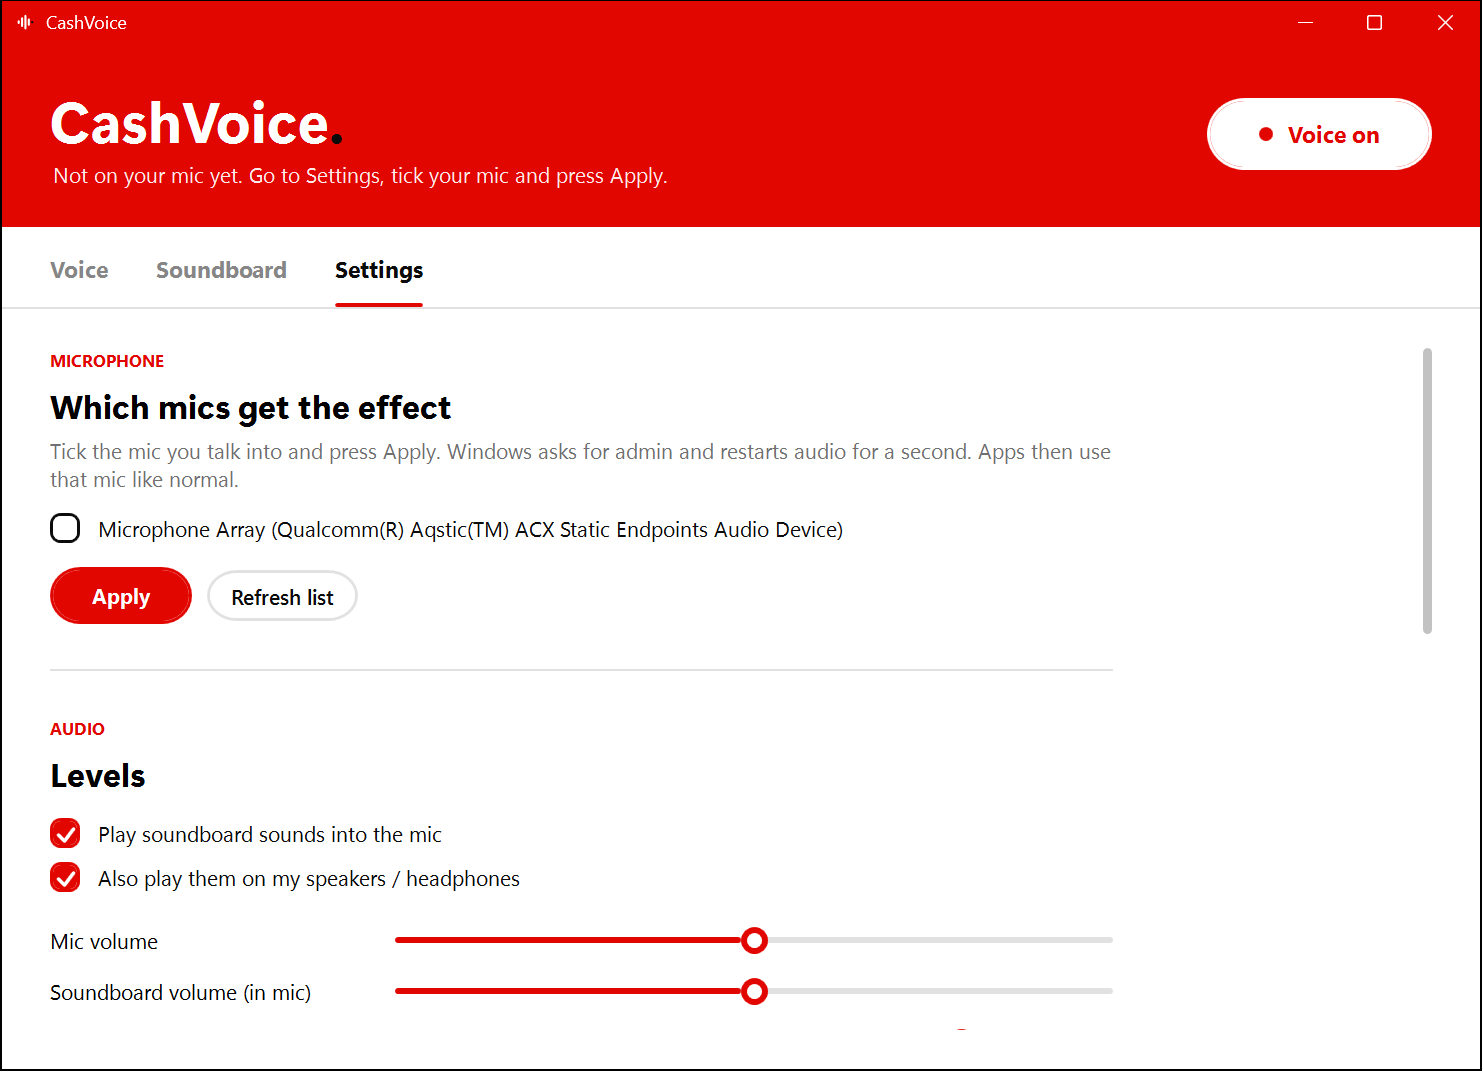 CashVoice
CashVoice.
Not on your mic yet. Go to Settings, tick your mic and press Apply.
Voice on
Voice
Soundboard
Settings
MICROPHONE
Which mics get the effect
Tick the mic you talk into and press Apply. Windows asks for admin and restarts audio for a second. Apps then use
that mic like normal.
Microphone Array (Qualcomm(R) Aqstic(TM) ACX Static Endpoints Audio Device)
Apply
Refresh list
AUDIO
Levels
Play soundboard sounds into the mic
Also play them on my speakers / headphones
Mic volume
Soundboard volume (in mic)